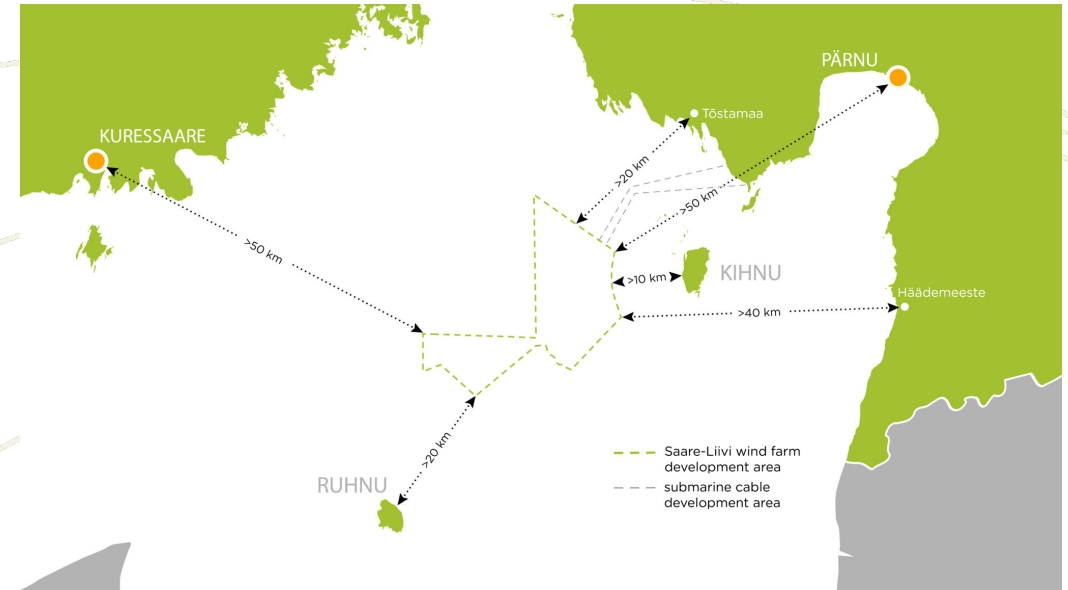 PÄRNU
Tõstamaa
KURESSAARE
>20 km
>50 km
>50 km
KIHNU
>10 km
Häädemeeste
>40 km
>20 km
RUHNU
Saare-Liivi wind farm
development area
submarine cable
development area